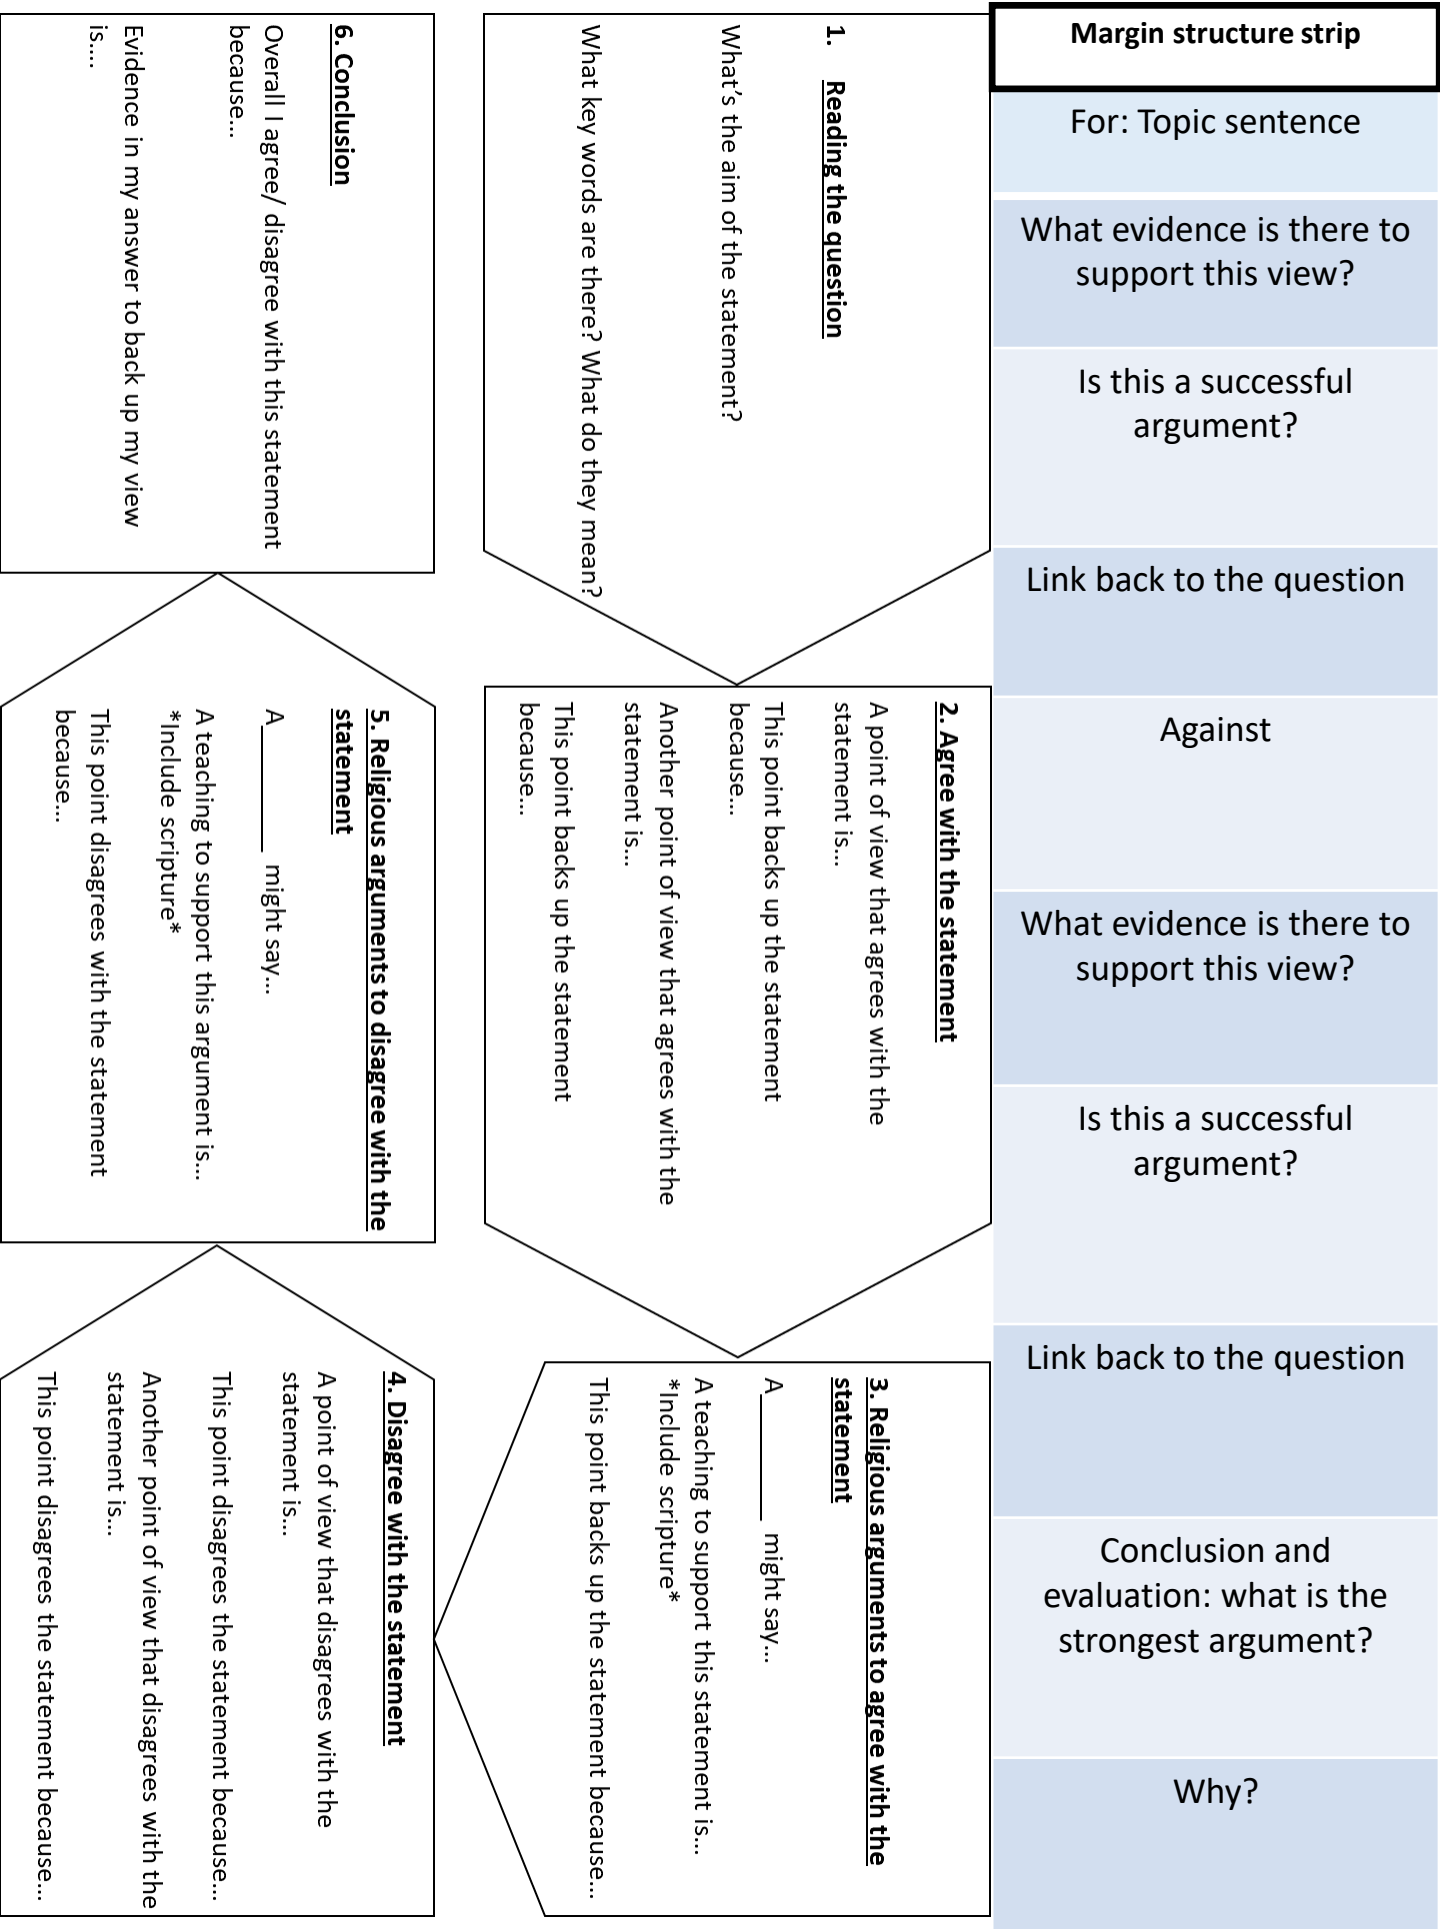 Margin structure strip
For: Topic sentence
What evidence is there to
support this view?
Is this a successful
argument?
Link back to the question
Against
What evidence is there to
support this view?
Is this a successful
argument?
Link back to the question
Conclusion and
evaluation: what is the
strongest argument?
Why?
1. Reading the question
What’s the aim of the statement?
What key words are there? What do they mean?
2. Agree with the statement
A point of view that agrees with the
statement is…
This point backs up the statement
because…
Another point of view that agrees with the
statement is…
This point backs up the statement
because…
3. Religious arguments to agree with the
statement
A________ might say…
A teaching to support this statement is…
*Include scripture*
This point backs up the statement because…
4. Disagree with the statement
A point of view that disagrees with the
statement is…
This point disagrees the statement because…
Another point of view that disagrees with the
statement is…
This point disagrees the statement because…
5. Religious arguments to disagree with the
statement
A________ might say…
A teaching to support this argument is…
*Include scripture*
This point disagrees with the statement
because…
6. Conclusion
Overall I agree/ disagree with this statement
because…
Evidence in my answer to back up my view
is….